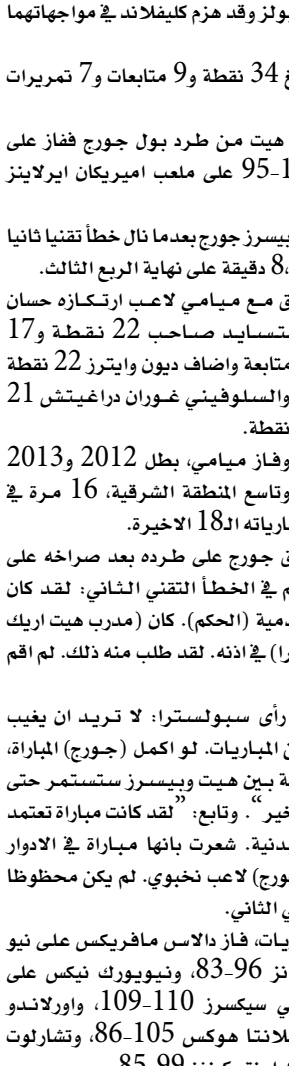 بولز وقد هزم كليفلاند في مواجهاتهما
غ 34 نقطة و9 متابعات و7 تمريرات
هيت من طرد بول جورج ففاز على
95-1 على ملعب اميريكان ايرلاينز
بيسرز جورج بعدما نال خطأ تقنيا ثانيا
8، دقيقة على نهاية الربع الثالث.
ق مع ميامي لاعب ارتكازه حسان
تسايد صاحب 22 نقطة و17
متابعة واضاف ديون وايترز 22 نقطة
والسلوفيني غوران دراغيتش 21
نقطة.
وفاز ميامي، بطل 2012 و2013
وتاسع المنطقة الشرقية، 16 مرة في
بارياته الـ18 الاخيرة.
ق جورج على طرده بعد صراخه على
م في الخطأ التقني الثاني: لقد كان
دمية (الحكم). كان (مدرب هيت اريك
را) في اذنه. لقد طلب منه ذلك. لم اقم
رأى سبولسترا: لا تريد ان يغيب
ن المباريات. لو اكمل (جورج) المباراة،
ة بين هيت وبيسرز ستستمر حتى
خير“. وتابع: ”لقد كانت مباراة تعتمد
بدنية. شعرت بانها مباراة في الادوار
ورج) لاعب نخبوي. لم يكن محظوظا
ي الثاني.
يات، فاز دالاس مافريكس على نيو
انز 96-83، ونيويورك نيكس على
ي سيكسرز 110-109، واورلاندو
لانتا هوكس 105-86، وتشارلوت
85-99